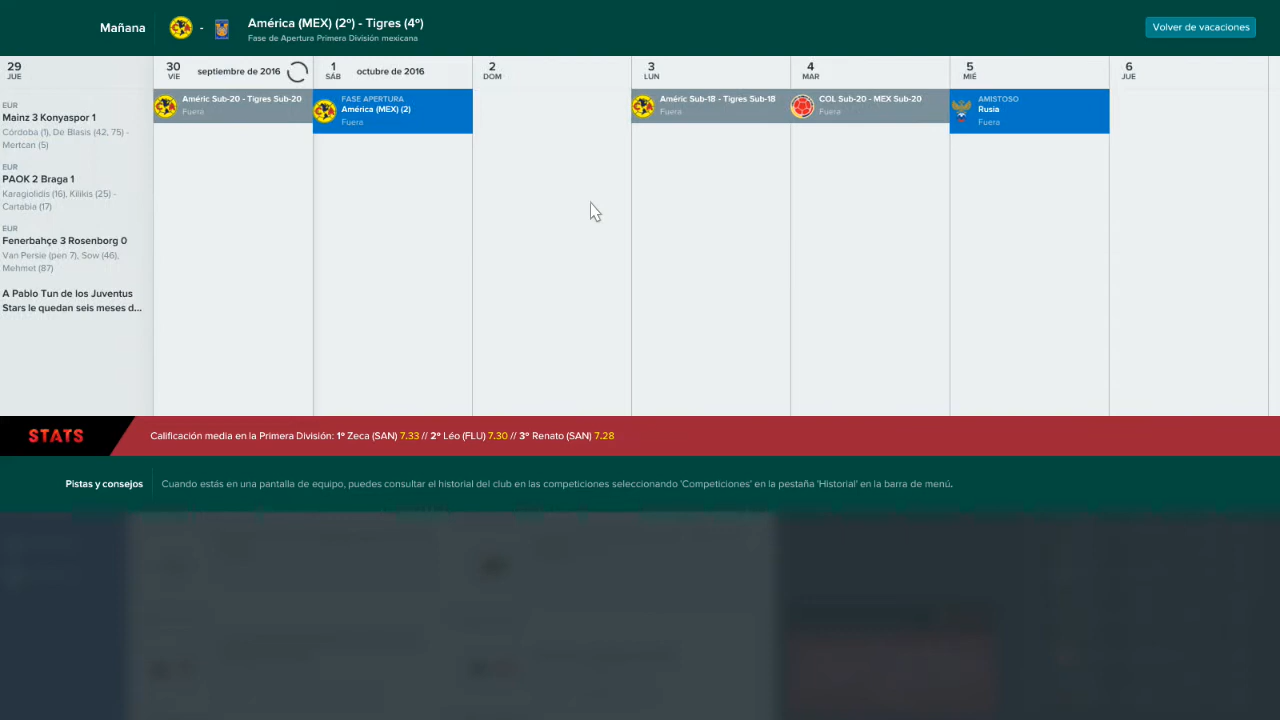 Mañana
América (MEX) (2º) - Tigres (4º)
Fase de Apertura Primera División mexicana
Volver de vacaciones
29
JUE
30
VIE
septiembre de 2016
1
SÁB
octubre de 2016
2
DOM
3
LUN
4
MAR
5
MIÉ
6
JUE
EUR
Mainz 3 Konyaspor 1
Córdoba (1), De Blasis (42, 75) -
Mertcan (5)
EUR
PAOK 2 Braga 1
Karagiolidis (16), Kilikis (25) -
Cartabia (17)
EUR
Fenerbahçe 3 Rosenborg 0
Van Persie (pen 7), Sow (46),
Mehmet (87)
A Pablo Tun de los Juventus
Stars le quedan seis meses d...
Améric Sub-20 - Tigres Sub-20
Fuera
FASE APERTURA
América (MEX) (2)
Fuera
Améric Sub-18 - Tigres Sub-18
Fuera
COL Sub-20 - MEX Sub-20
Fuera
AMISTOSO
Rusia
Fuera
STATS
Calificación media en la Primera División: 1º Zeca (SAN) 7.33 // 2º Léo (FLU) 7.30 // 3º Renato (SAN) 7.28
Pistas y consejos
Cuando estás en una pantalla de equipo, puedes consultar el historial del club en las competiciones seleccionando 'Competiciones' en la pestaña 'Historial' en la barra de menú.